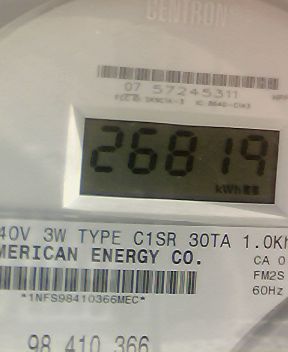 CENTRON®
07 57245311
26819
kWh
40V 3W TYPE C1SR 30TA 1.0Kh
MERICAN ENERGY CO.
CA 0
FM2S
60Hz
*1NFS98410366MEC*
98 410 366